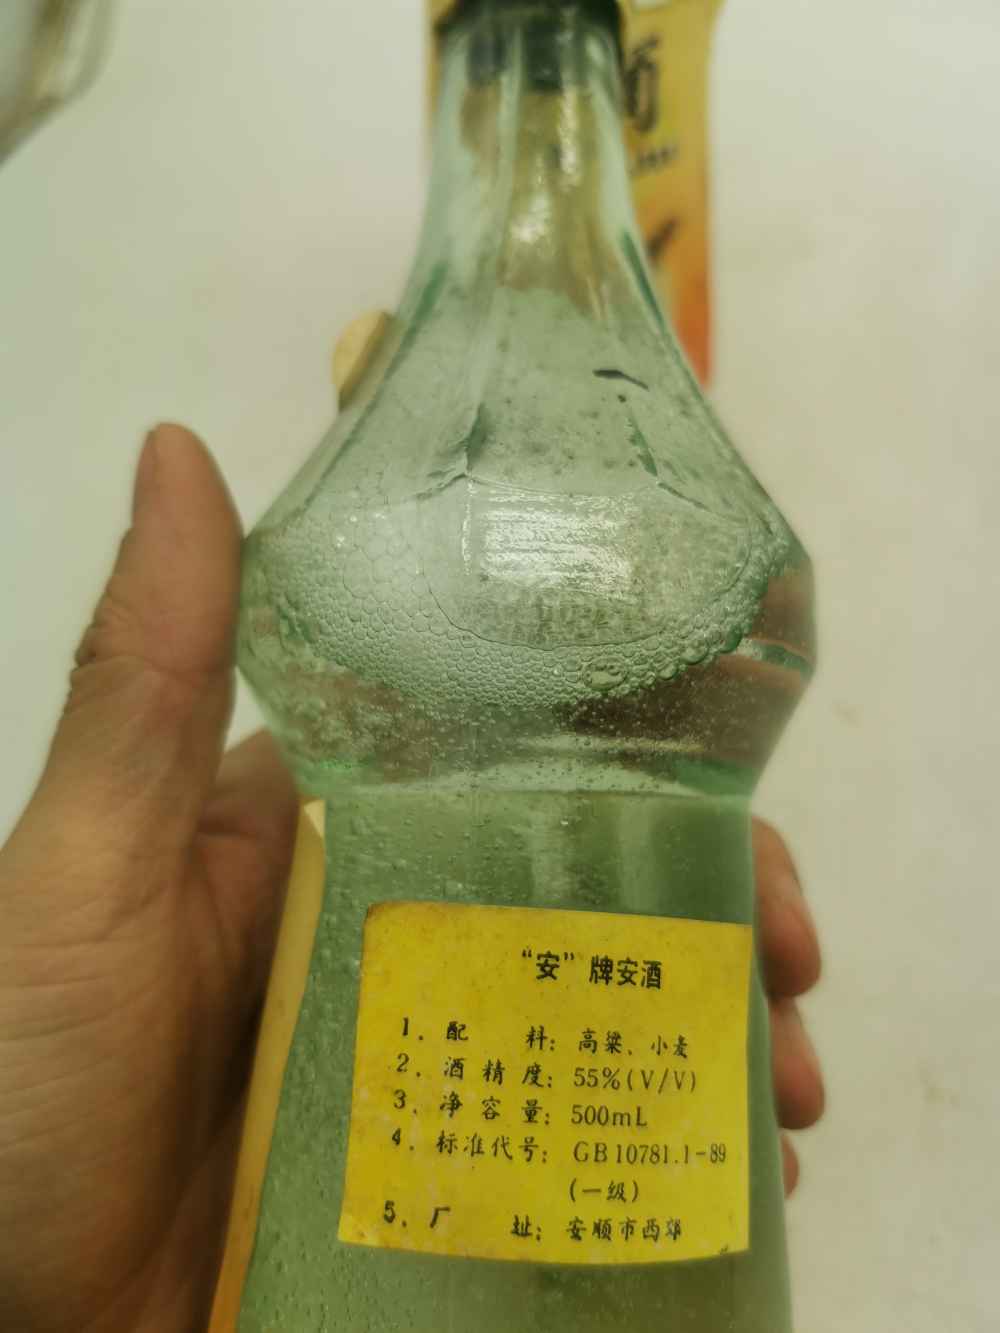 “安”牌安酒
1. 配 料: 高粱、小麦
2. 酒 精 度: 55%(V/V)
3. 净 容 量: 500mL
4. 标准代号: GB10781.1-89
(一级)
5. 厂 址: 安顺市西郊